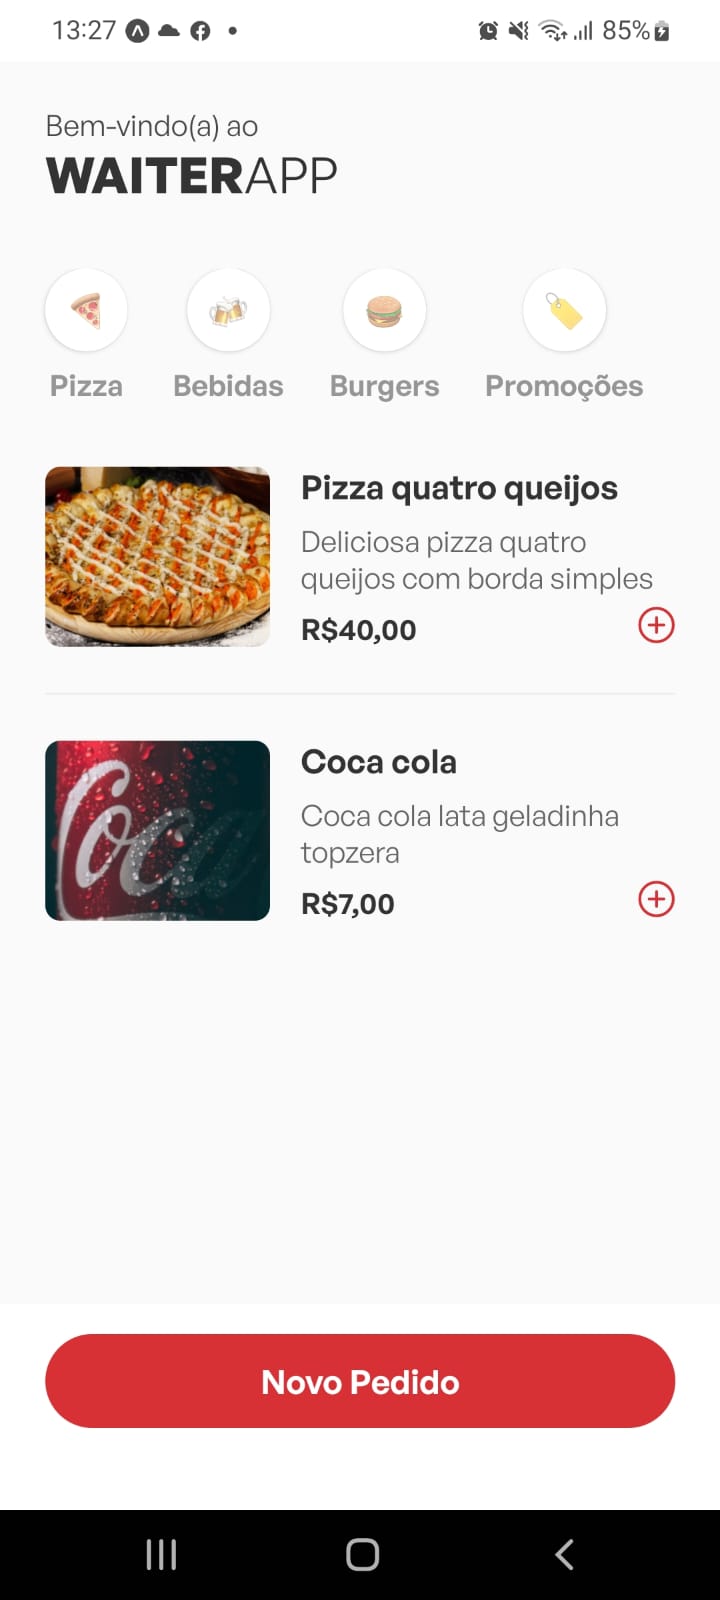 13:27
85%
Bem-vindo(a) ao
WAITERAPP
Pizza Bebidas Burgers Promoções
Pizza quatro queijos
Deliciosa pizza quatro
queijos com borda simples
R$40,00
Coca
Coca cola
Coca cola lata geladinha
topzera
R$7,00
Novo Pedido